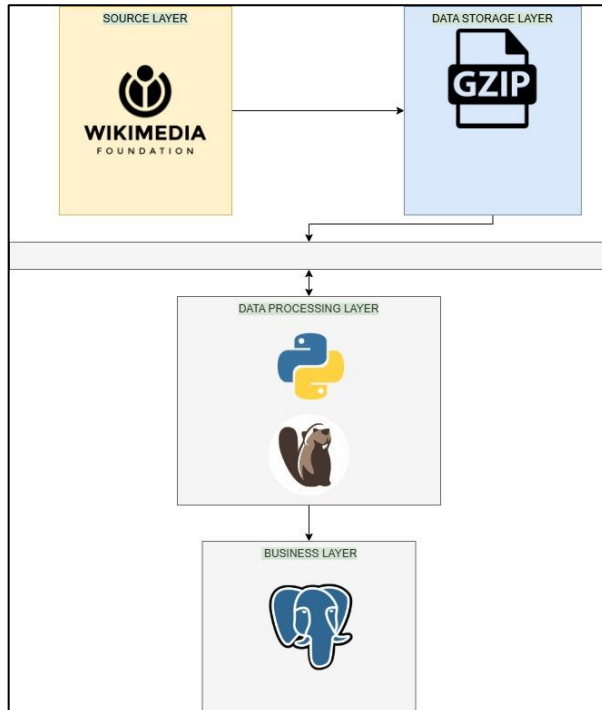 SOURCE LAYER
DATA STORAGE LAYER
GZIP
WIKIMEDIA
FOUNDATION
DATA PROCESSING LAYER
BUSINESS LAYER